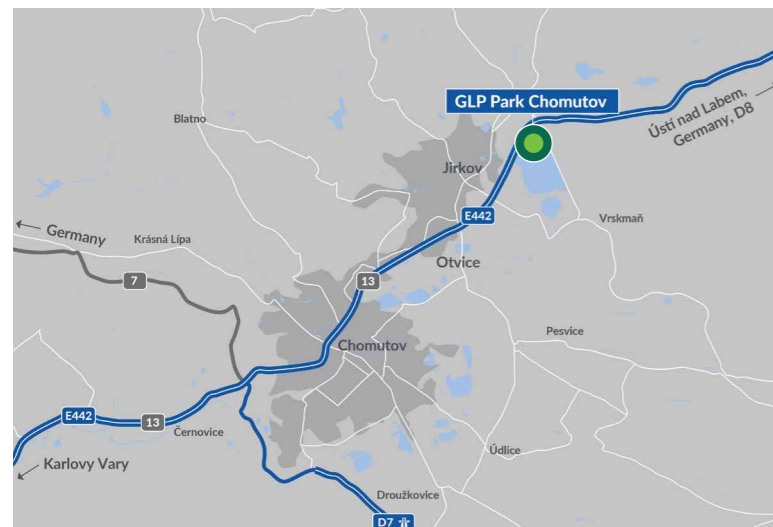 GLP Park Chomutov
Ústí nad Labem,
Germany, D8
Blatno
Jirkov
E442
Vrskmaň
Germany
Krásná Lípa
Otvice
7
13
Pesvice
Chomutov
E442
13
Černovice
Údlice
Karlovy Vary
Droužkovice
D7